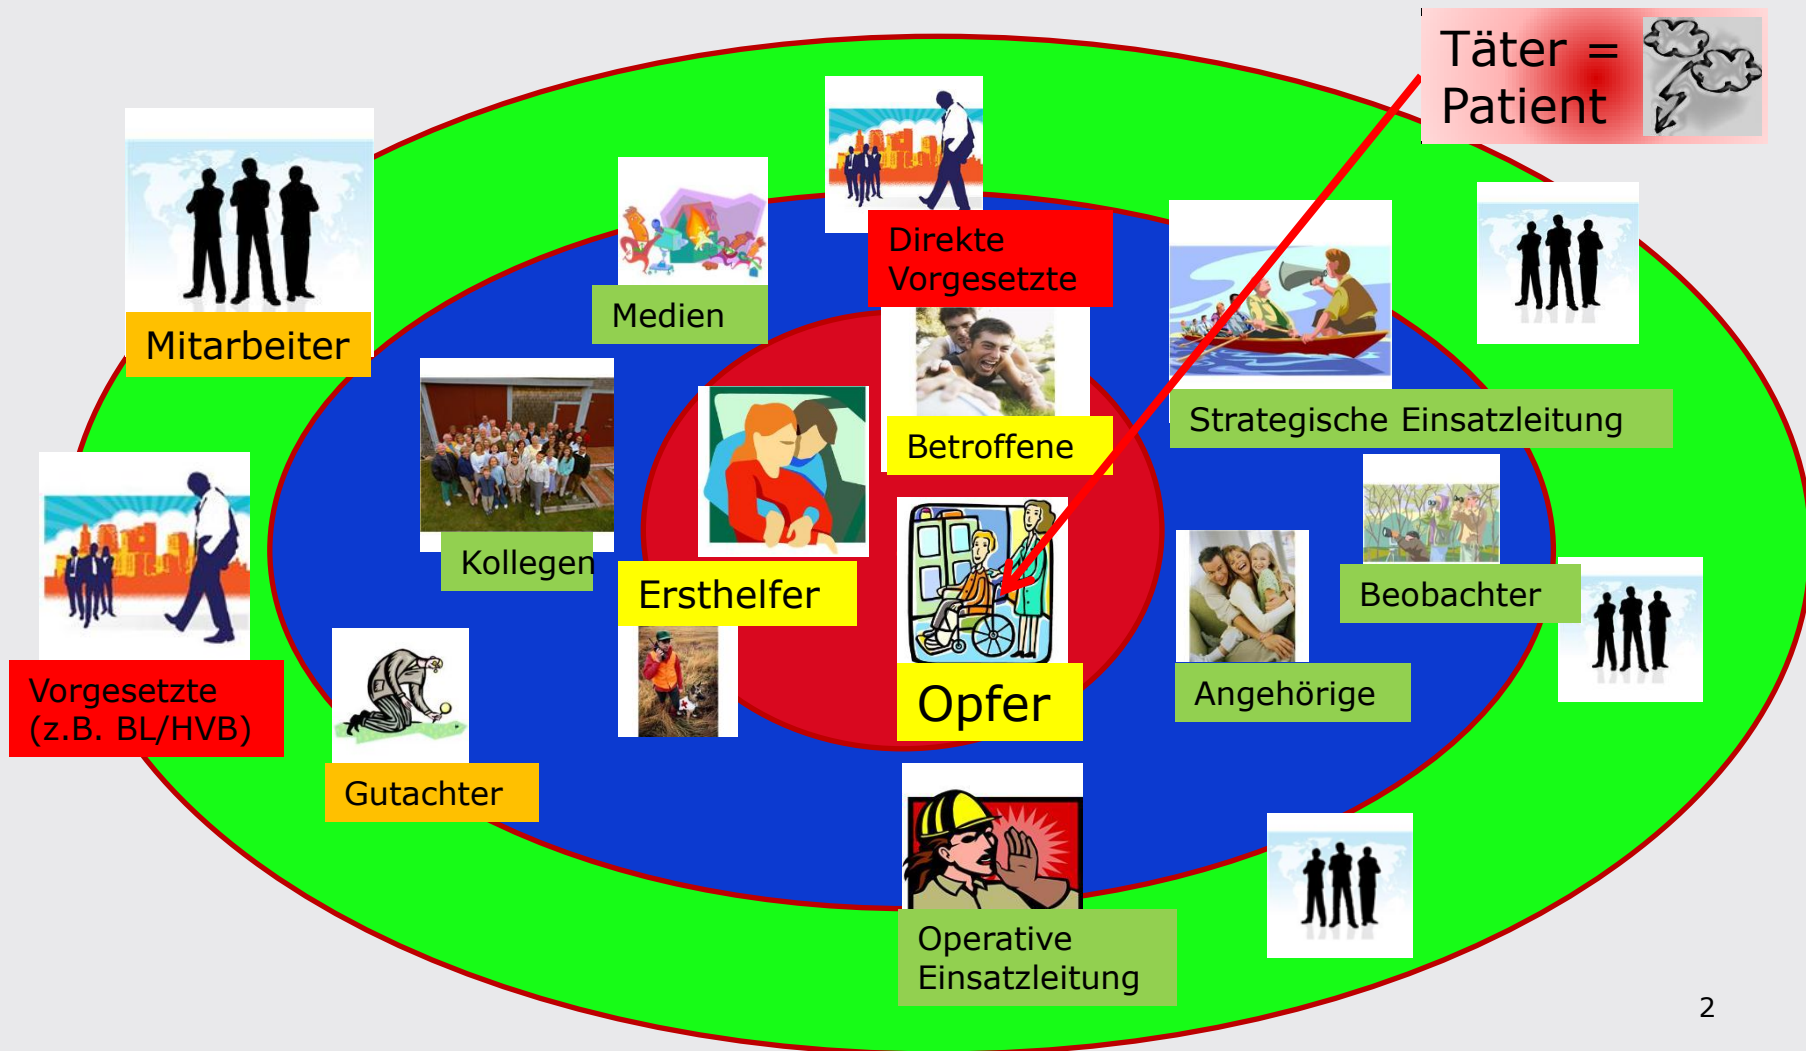 Täter =
Patient
Direkte
Vorgesetzte
Medien
Mitarbeiter
Strategische Einsatzleitung
Betroffene
Kollegen
Ersthelfer
Beobachter
Vorgesetzte
(z.B. BL/HVB)
Opfer
Angehörige
Gutachter
Operative
Einsatzleitung
2